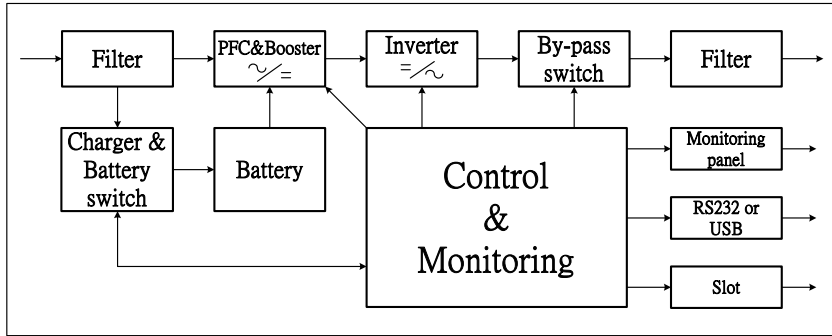 Filter
PFC&Booster
Inverter
By-pass
switch
Filter
Charger &
Battery
switch
Battery
Control
&
Monitoring
Monitoring
panel
RS232 or
USB
Slot